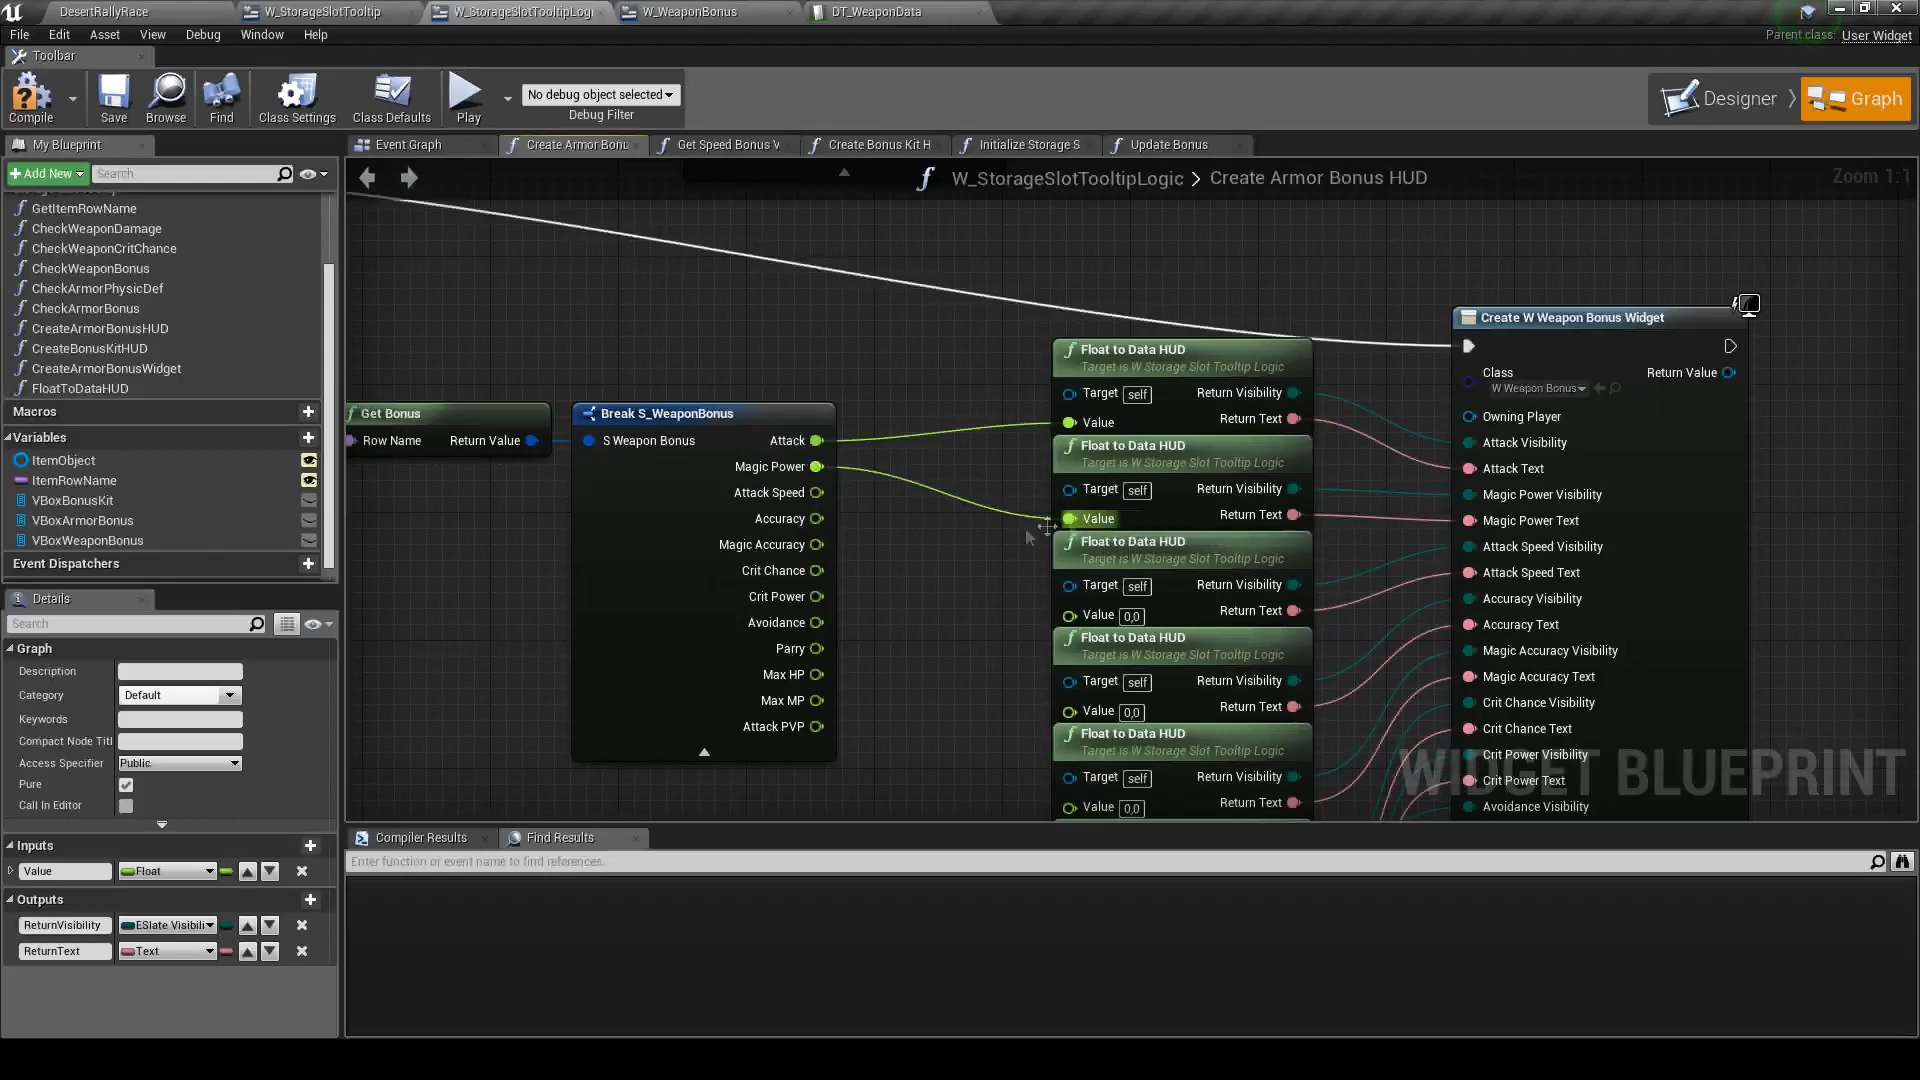 DesertRallyRace
W_StorageSlotTooltip
W_StorageSlotTooltipLogi
W_WeaponBonus
DT_WeaponData
File Edit Asset View Debug Window Help
Parent class: User Widget
Toolbar
Compile
Save
Browse
Find
Class Settings
Class Defaults
Play
No debug object selected
Debug Filter
Designer
Graph
My Blueprint
Event Graph
Create Armor Bonu
Get Speed Bonus V
Create Bonus Kit H
Initialize Storage S
Update Bonus
+ Add New
Search
W_StorageSlotTooltipLogic > Create Armor Bonus HUD
Zoom 1:1
GetItemRowName
CheckWeaponDamage
CheckWeaponCritChance
CheckWeaponBonus
CheckArmorPhysicDef
CheckArmorBonus
CreateArmorBonusHUD
CreateBonusKitHUD
CreateArmorBonusWidget
FloatToDataHUD
Macros
Variables
ItemObject
ItemRowName
VBoxBonusKit
VBoxArmorBonus
VBoxWeaponBonus
Event Dispatchers
Details
Search
Graph
Description
Category Default
Keywords
Compact Node Titl
Access Specifier Public
Pure
Call In Editor
Inputs
Value Float
Outputs
ReturnVisibility ESlate Visibili
ReturnText Text
Get Bonus
Row Name Return Value
Break S_WeaponBonus
S Weapon Bonus
Attack
Magic Power
Attack Speed
Accuracy
Magic Accuracy
Crit Chance
Crit Power
Avoidance
Parry
Max HP
Max MP
Attack PVP
Float to Data HUD
Target is W Storage Slot Tooltip Logic
Target self Return Visibility
Return Text
Value
Float to Data HUD
Target is W Storage Slot Tooltip Logic
Target self Return Visibility
Return Text
Value
Float to Data HUD
Target is W Storage Slot Tooltip Logic
Target self Return Visibility
Return Text
Value 0,0
Float to Data HUD
Target is W Storage Slot Tooltip Logic
Target self Return Visibility
Return Text
Value 0,0
Float to Data HUD
Target is W Storage Slot Tooltip Logic
Target self Return Visibility
Return Text
Value 0,0
Create W Weapon Bonus Widget
Class
W Weapon Bonus
Return Value
Owning Player
Attack Visibility
Attack Text
Magic Power Visibility
Magic Power Text
Attack Speed Visibility
Attack Speed Text
Accuracy Visibility
Accuracy Text
Magic Accuracy Visibility
Magic Accuracy Text
Crit Chance Visibility
Crit Chance Text
Crit Power Visibility
Crit Power Text
Avoidance Visibility
WIDGET BLUEPRINT
Compiler Results
Find Results
Enter function or event name to find references.